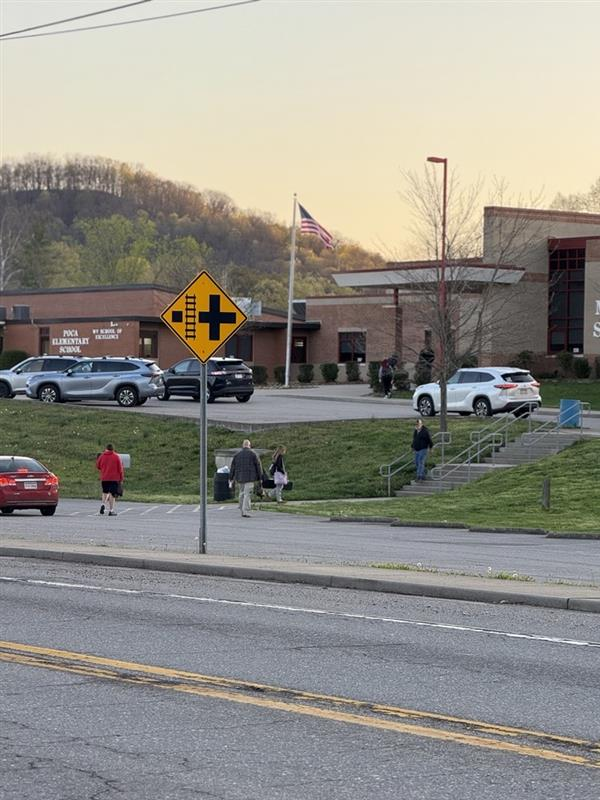 POCA
ELEMENTARY
SCHOOL
WV SCHOOL OF
EXCELLENCE
M
S